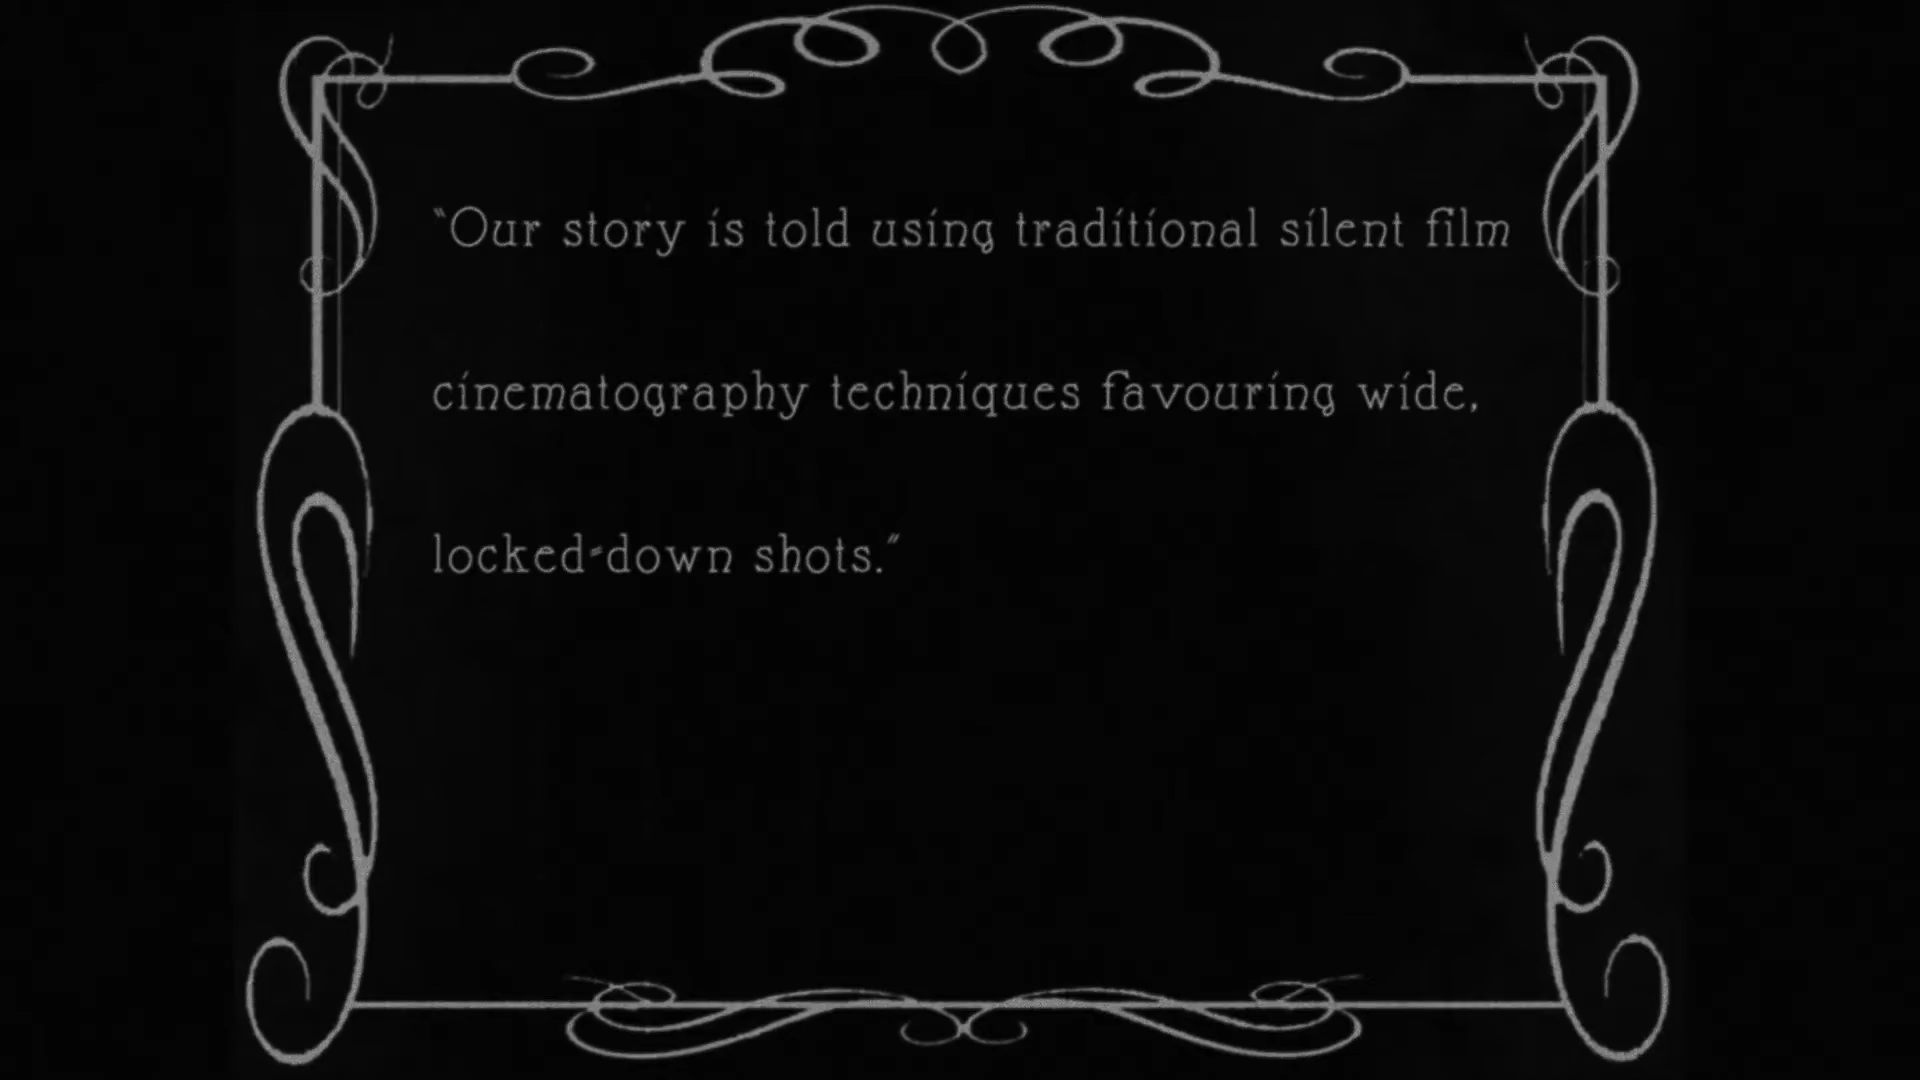 “Our story is told using traditional silent film
cinematography techniques favouring wide,
locked-down shots.”